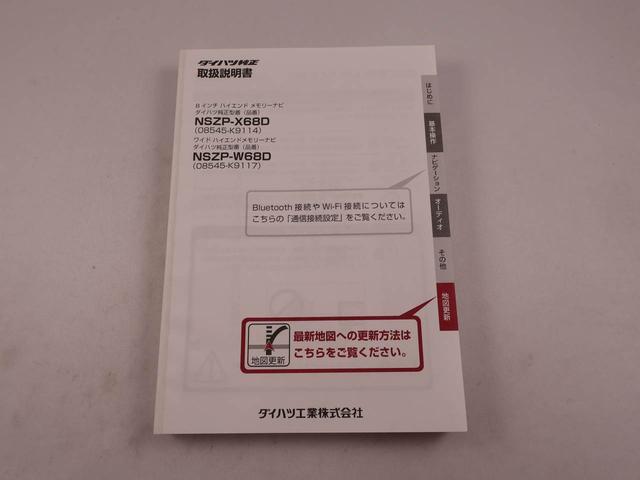 ダイハツ純正
取扱説明書
8インチ ハイエンド メモリーナビ
ダイハツ純正型番（品番）
NSZP-X68D
(08545-K9114)
ワイド ハイエンドメモリーナビ
ダイハツ純正型番（品番）
NSZP-W68D
(08545-K9117)
はじめに
基本操作
ナビゲーション
オーディオ
その他
地図更新
Bluetooth 接続や Wi-Fi 接続については
こちらの「通信接続設定」をご覧ください。
地図更新
最新地図への更新方法は
こちらをご覧ください。
ダイハツ工業株式会社